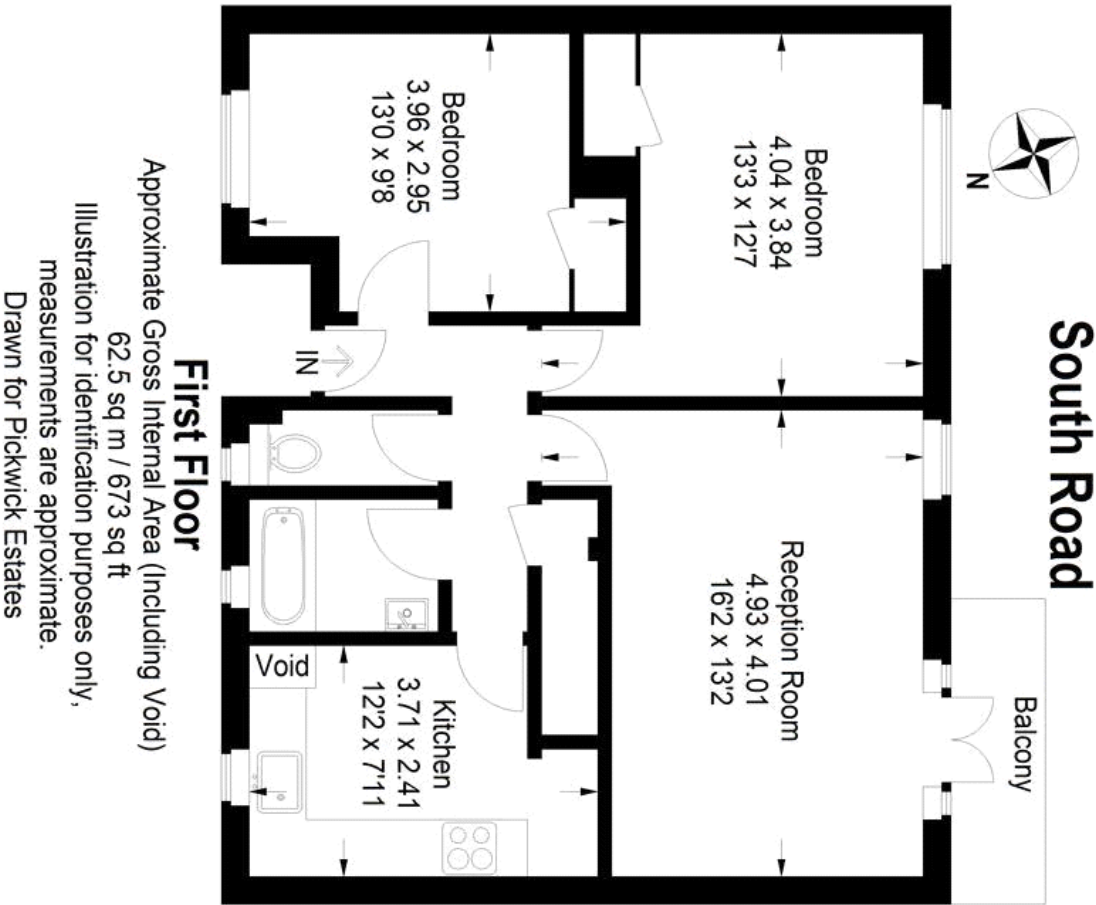 South Road
N
Balcony
Bedroom
4.04 x 3.84
13'3 x 12'7
Reception Room
4.93 x 4.01
16'2 x 13'2
Bedroom
3.96 x 2.95
13'0 x 9'8
IN
Kitchen
3.71 x 2.41
12'2 x 7'11
Void
First Floor
Approximate Gross Internal Area (Including Void)
62.5 sq m / 673 sq ft
Illustration for identification purposes only,
measurements are approximate.
Drawn for Pickwick Estates